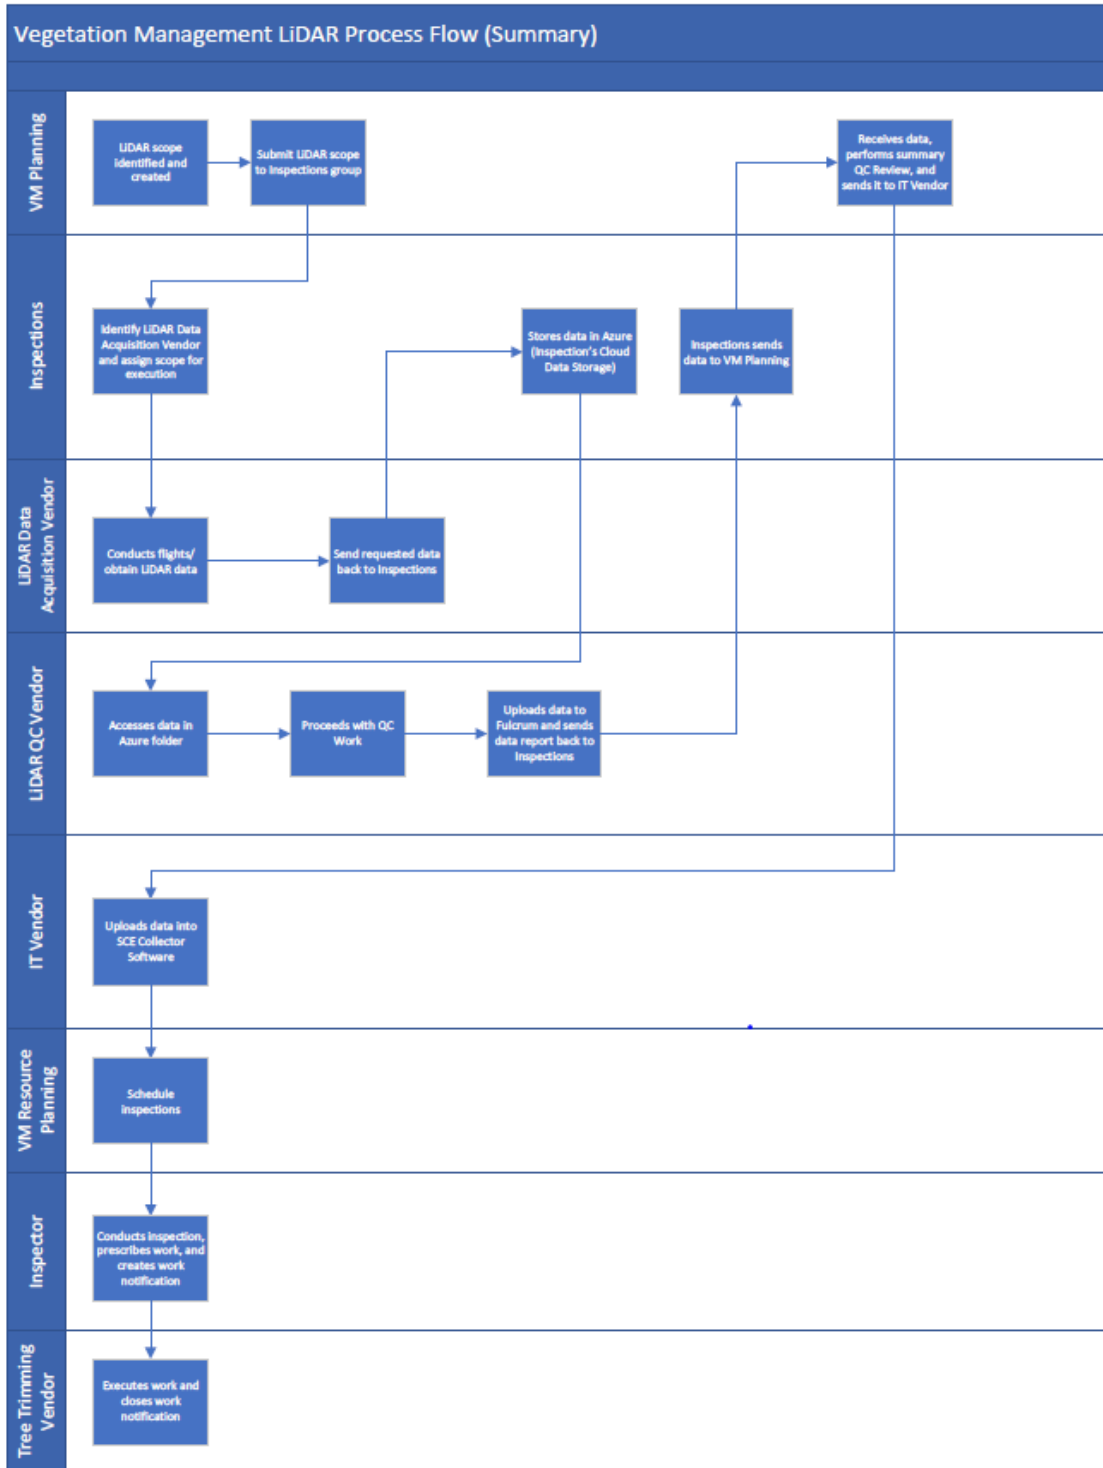 Vegetation Management LiDAR Process Flow (Summary)
VM Planning
LiDAR scope
identified and
created
Submit LiDAR scope
to Inspections group
Receives data,
performs summary
QC Review, and
sends it to IT Vendor
Inspections
Identify LiDAR Data
Acquisition Vendor
and assign scope for
execution
Stores data in Azure
(Inspection's Cloud
Data Storage)
Inspections sends
data to VM Planning
LiDAR Data
Acquisition Vendor
Conducts flights/
obtain LiDAR data
Send requested data
back to Inspections
LiDAR QC Vendor
Accesses data in
Azure folder
Proceeds with QC
Work
Uploads data to
Fulcrum and sends
data report back to
Inspections
IT Vendor
Uploads data into
SCE Collector
Software
VM Resource
Planning
Schedule
inspections
Inspector
Conducts inspection,
prescribes work, and
creates work
notification
Tree Trimming
Vendor
Executes work and
closes work
notification